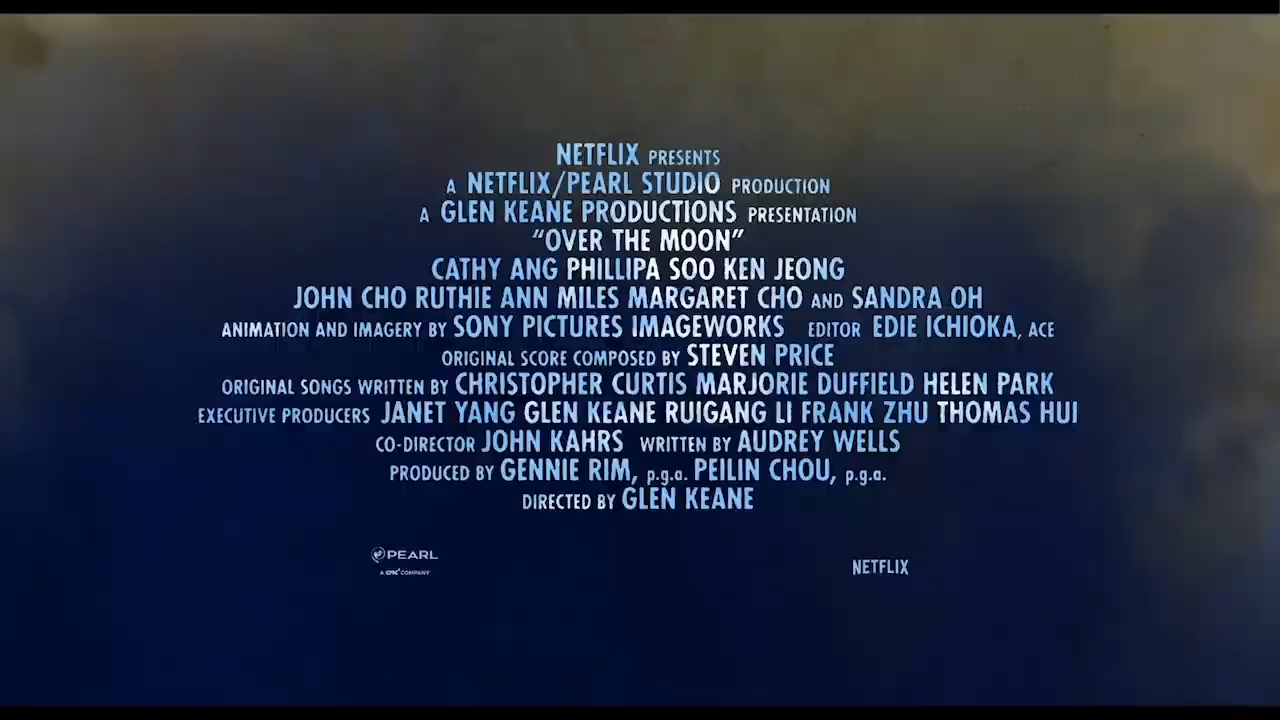 NETFLIX PRESENTS
A NETFLIX/PEARL STUDIO PRODUCTION
A GLEN KEANE PRODUCTIONS PRESENTATION
“OVER THE MOON”
CATHY ANG PHILLIPA SOO KEN JEONG
JOHN CHO RUTHIE ANN MILES MARGARET CHO AND SANDRA OH
ANIMATION AND IMAGERY BY SONY PICTURES IMAGEWORKS EDITOR EDIE ICHIOKA, ACE
ORIGINAL SCORE COMPOSED BY STEVEN PRICE
ORIGINAL SONGS WRITTEN BY CHRISTOPHER CURTIS MARJORIE DUFFIELD HELEN PARK
EXECUTIVE PRODUCERS JANET YANG GLEN KEANE RUIGANG LI FRANK ZHU THOMAS HUI
CO-DIRECTOR JOHN KAHRS WRITTEN BY AUDREY WELLS
PRODUCED BY GENNIE RIM, p.g.a. PEILIN CHOU, p.g.a.
DIRECTED BY GLEN KEANE
PEARL
A CMC COMPANY
NETFLIX